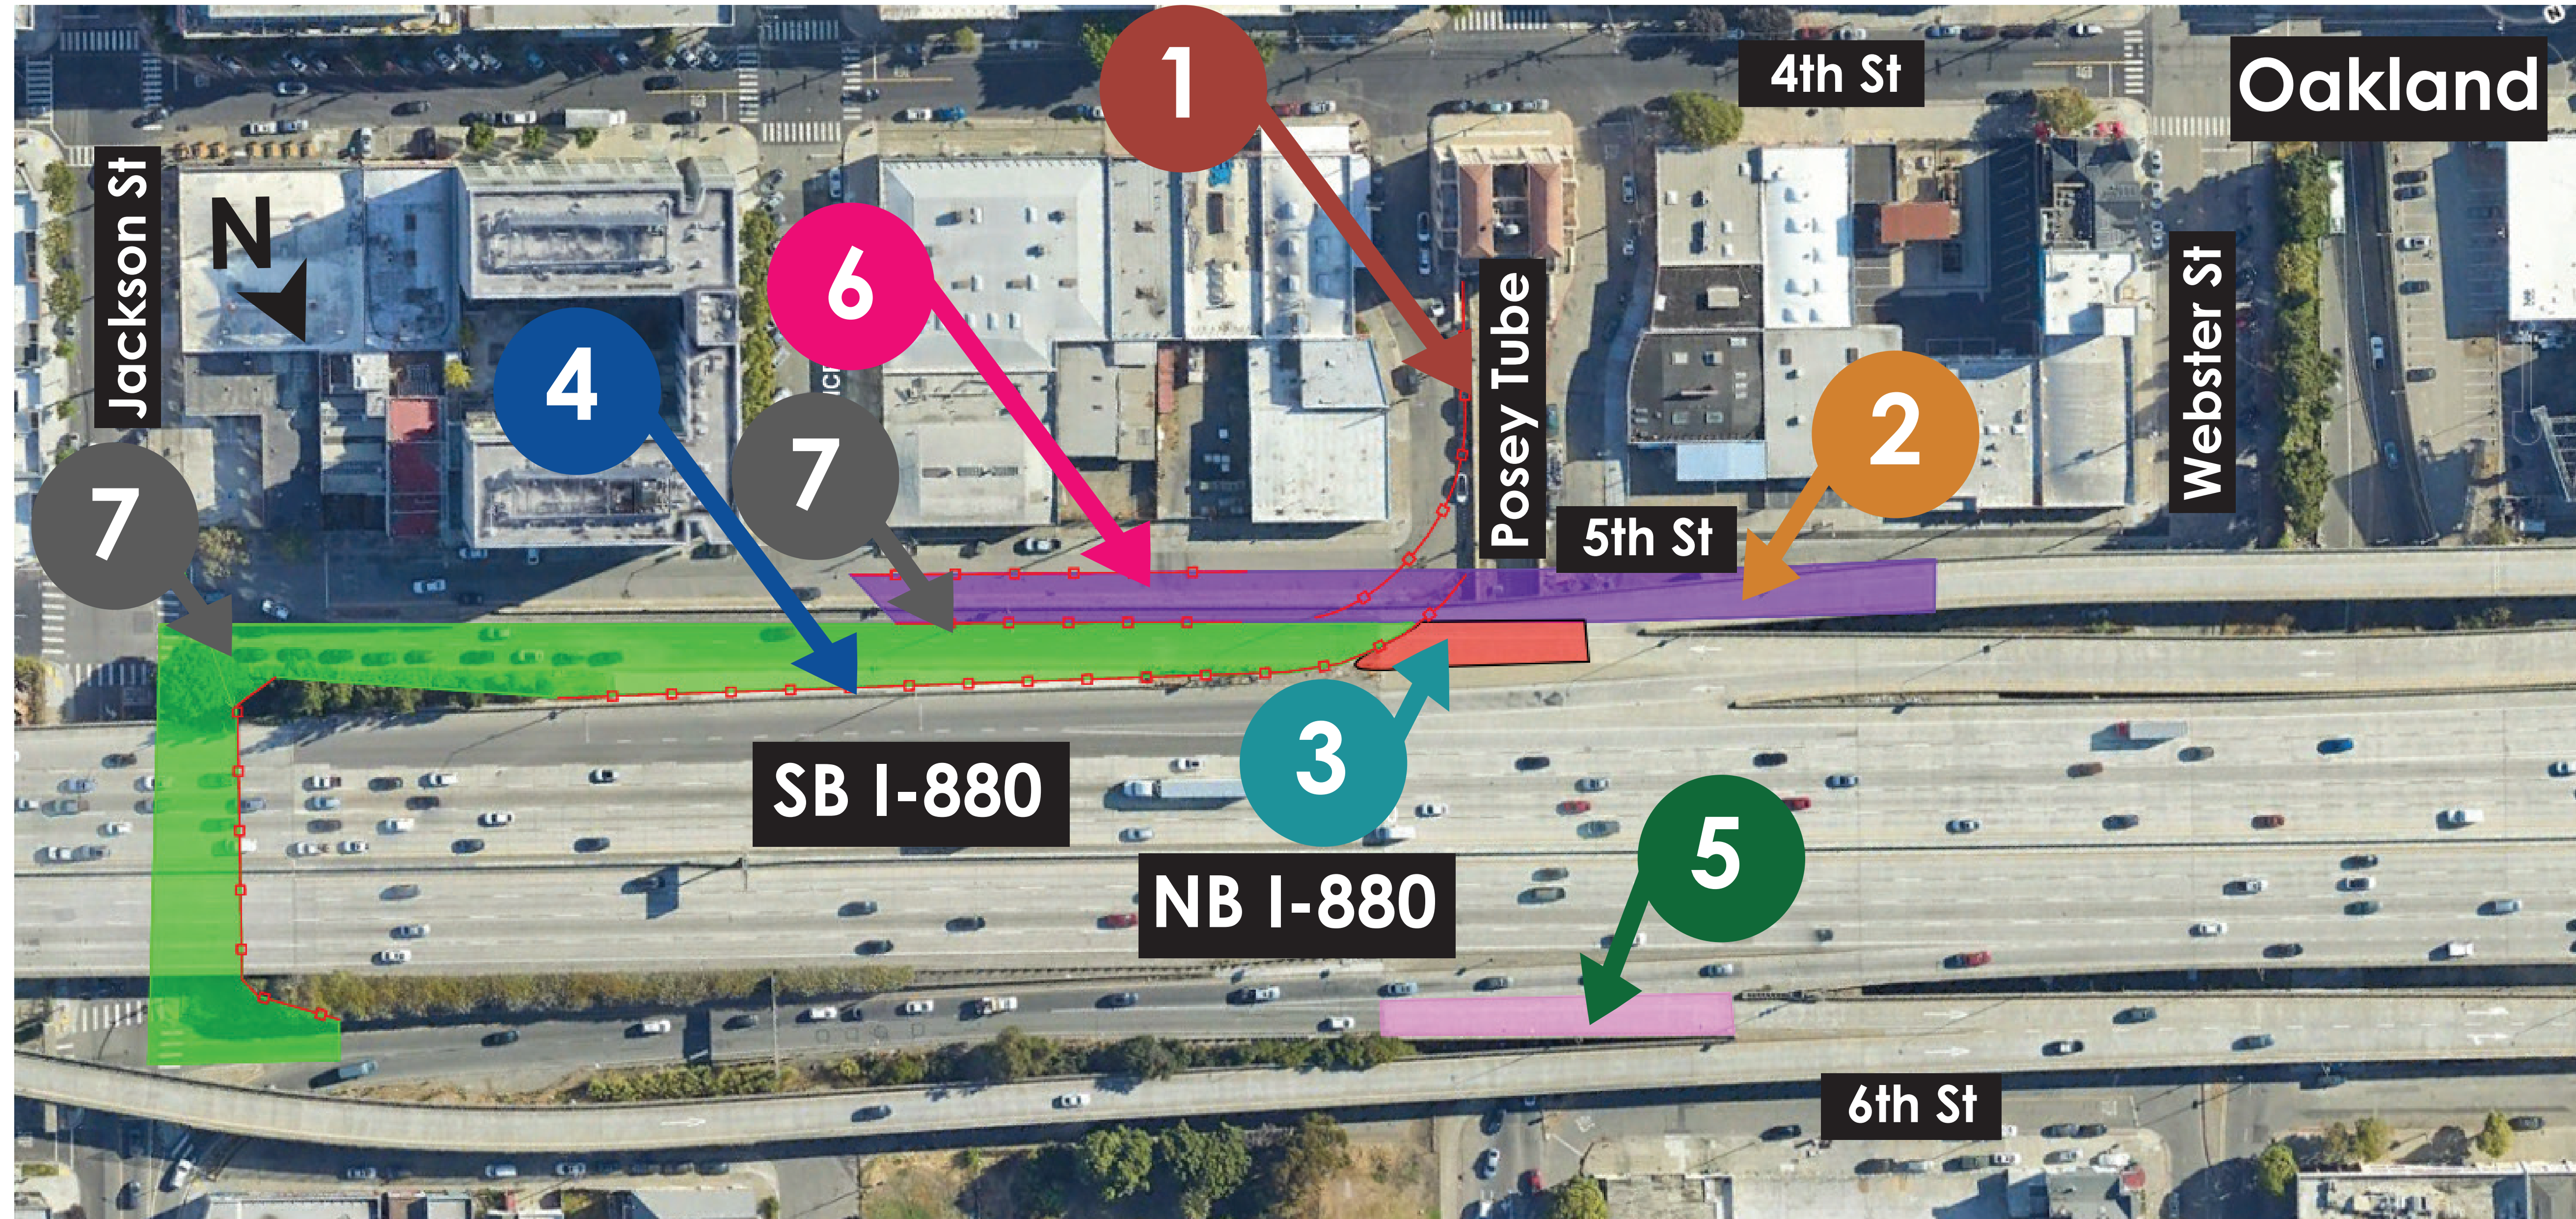 1
4th St
Oakland
Jackson St
N
6
4
7
2
7
Posey Tube
5th St
Webster St
3
SB I-880
NB I-880
5
6th St